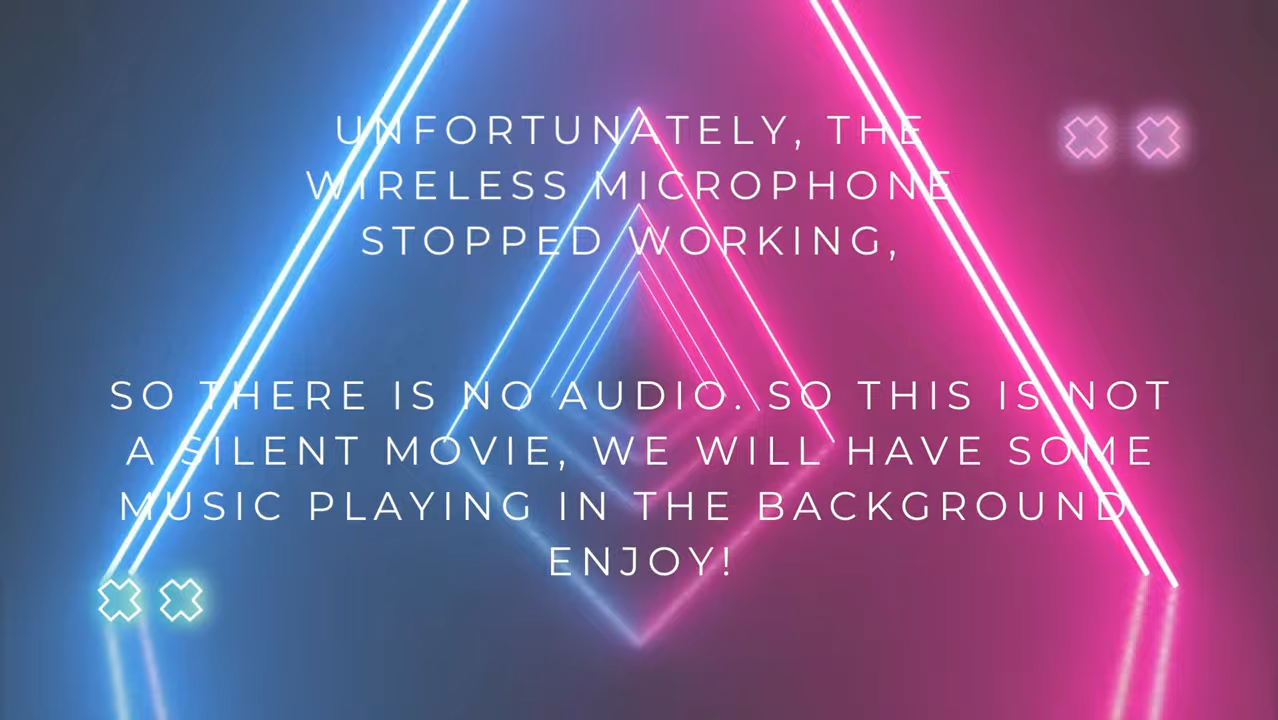 UNFORTUNATELY, THE
WIRELESS MICROPHONE
STOPPED WORKING,
SO THERE IS NO AUDIO. SO THIS IS NOT
A SILENT MOVIE, WE WILL HAVE SOME
MUSIC PLAYING IN THE BACKGROUND
ENJOY!